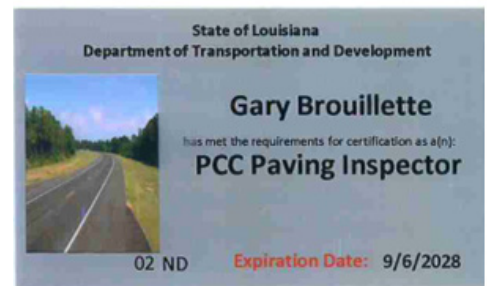 State of Louisiana
Department of Transportation and Development
Gary Brouillette
has met the requirements for certification as a(n):
PCC Paving Inspector
02 ND Expiration Date: 9/6/2028